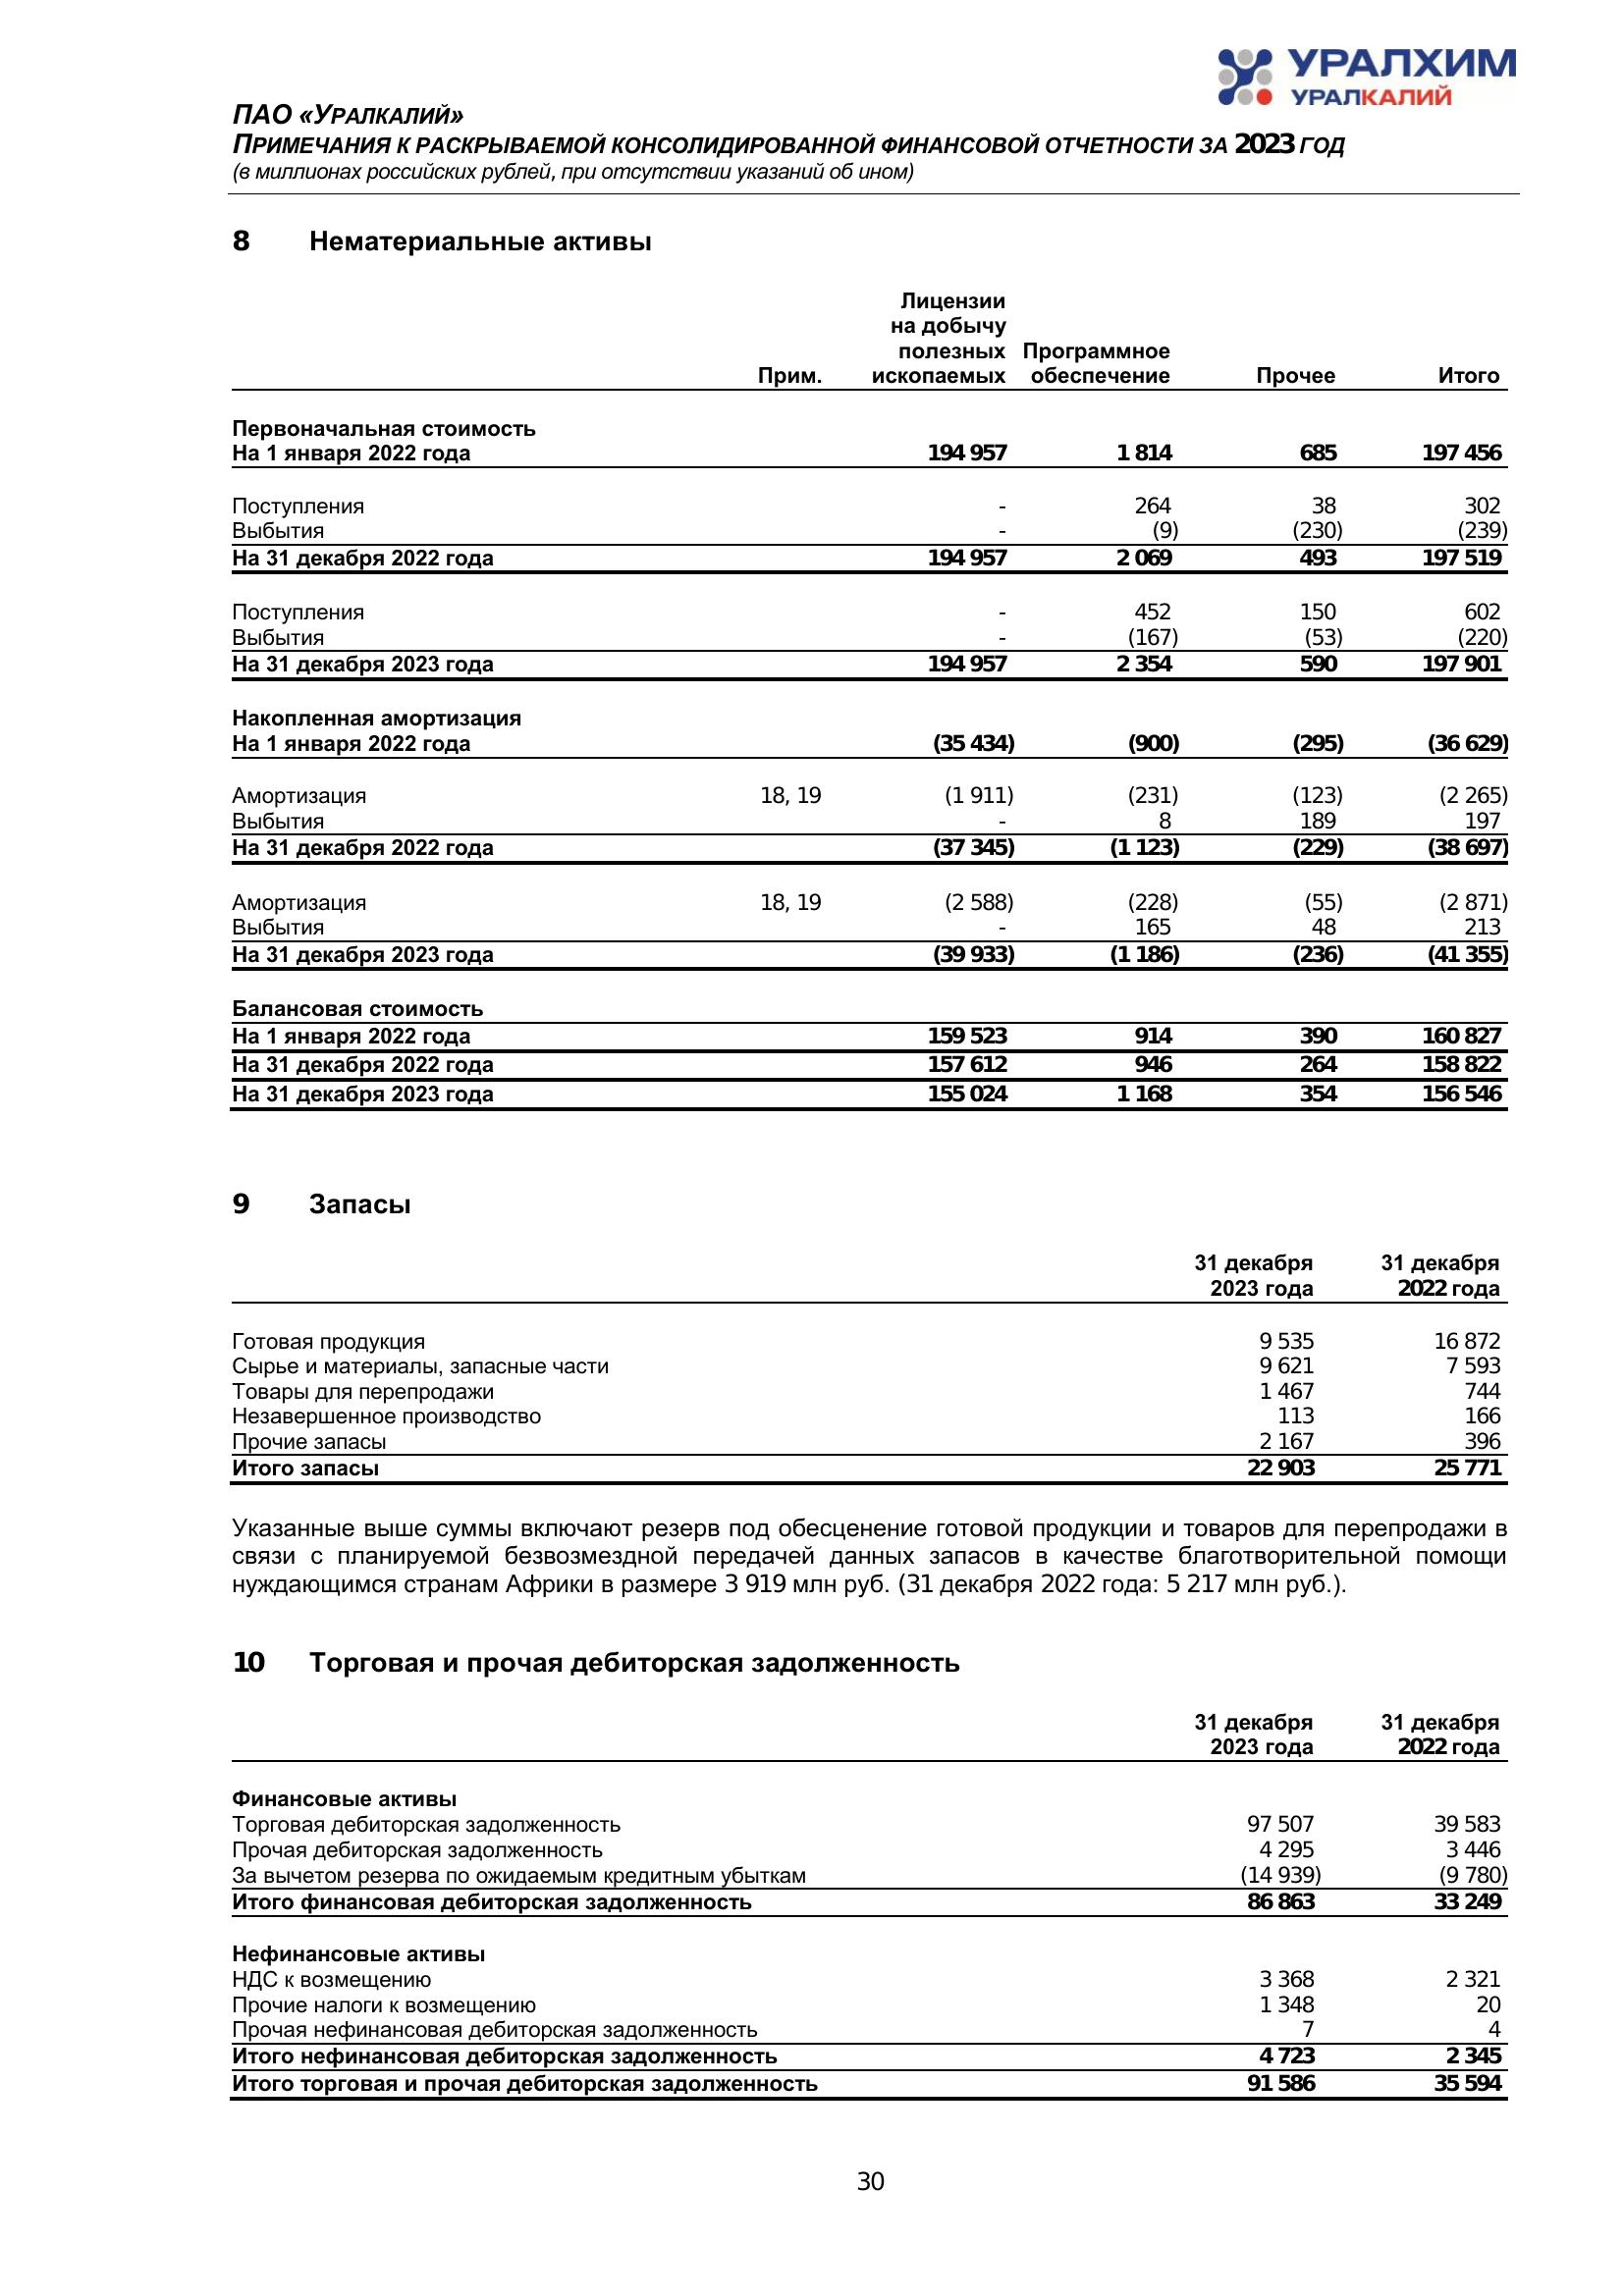 УРАЛХИМ
УРАЛКАЛИЙ
ПАО «УРАЛКАЛИЙ»
ПРИМЕЧАНИЯ К РАСКРЫВАЕМОЙ КОНСОЛИДИРОВАННОЙ ФИНАНСОВОЙ ОТЧЕТНОСТИ ЗА 2023 ГОД
(в миллионах российских рублей, при отсутствии указаний об ином)
8 Нематериальные активы
Лицензии
на добычу
полезных Программное
Прим. ископаемых обеспечение Прочее Итого
Первоначальная стоимость
На 1 января 2022 года 194 957 1 814 685 197 456
Поступления - 264 38 302
Выбытия - (9) (230) (239)
На 31 декабря 2022 года 194 957 2 069 493 197 519
Поступления - 452 150 602
Выбытия - (167) (53) (220)
На 31 декабря 2023 года 194 957 2 354 590 197 901
Накопленная амортизация
На 1 января 2022 года (35 434) (900) (295) (36 629)
Амортизация 18, 19 (1 911) (231) (123) (2 265)
Выбытия - 8 189 197
На 31 декабря 2022 года (37 345) (1 123) (229) (38 697)
Амортизация 18, 19 (2 588) (228) (55) (2 871)
Выбытия - 165 48 213
На 31 декабря 2023 года (39 933) (1 186) (236) (41 355)
Балансовая стоимость
На 1 января 2022 года 159 523 914 390 160 827
На 31 декабря 2022 года 157 612 946 264 158 822
На 31 декабря 2023 года 155 024 1 168 354 156 546
9 Запасы
31 декабря 31 декабря
2023 года 2022 года
Готовая продукция 9 535 16 872
Сырье и материалы, запасные части 9 621 7 593
Товары для перепродажи 1 467 744
Незавершенное производство 113 166
Прочие запасы 2 167 396
Итого запасы 22 903 25 771
Указанные выше суммы включают резерв под обесценение готовой продукции и товаров для перепродажи в
связи с планируемой безвозмездной передачей данных запасов в качестве благотворительной помощи
нуждающимся странам Африки в размере 3 919 млн руб. (31 декабря 2022 года: 5 217 млн руб.).
10 Торговая и прочая дебиторская задолженность
31 декабря 31 декабря
2023 года 2022 года
Финансовые активы
Торговая дебиторская задолженность 97 507 39 583
Прочая дебиторская задолженность 4 295 3 446
За вычетом резерва по ожидаемым кредитным убыткам (14 939) (9 780)
Итого финансовая дебиторская задолженность 86 863 33 249
Нефинансовые активы
НДС к возмещению 3 368 2 321
Прочие налоги к возмещению 1 348 20
Прочая нефинансовая дебиторская задолженность 7 4
Итого нефинансовая дебиторская задолженность 4 723 2 345
Итого торговая и прочая дебиторская задолженность 91 586 35 594
30